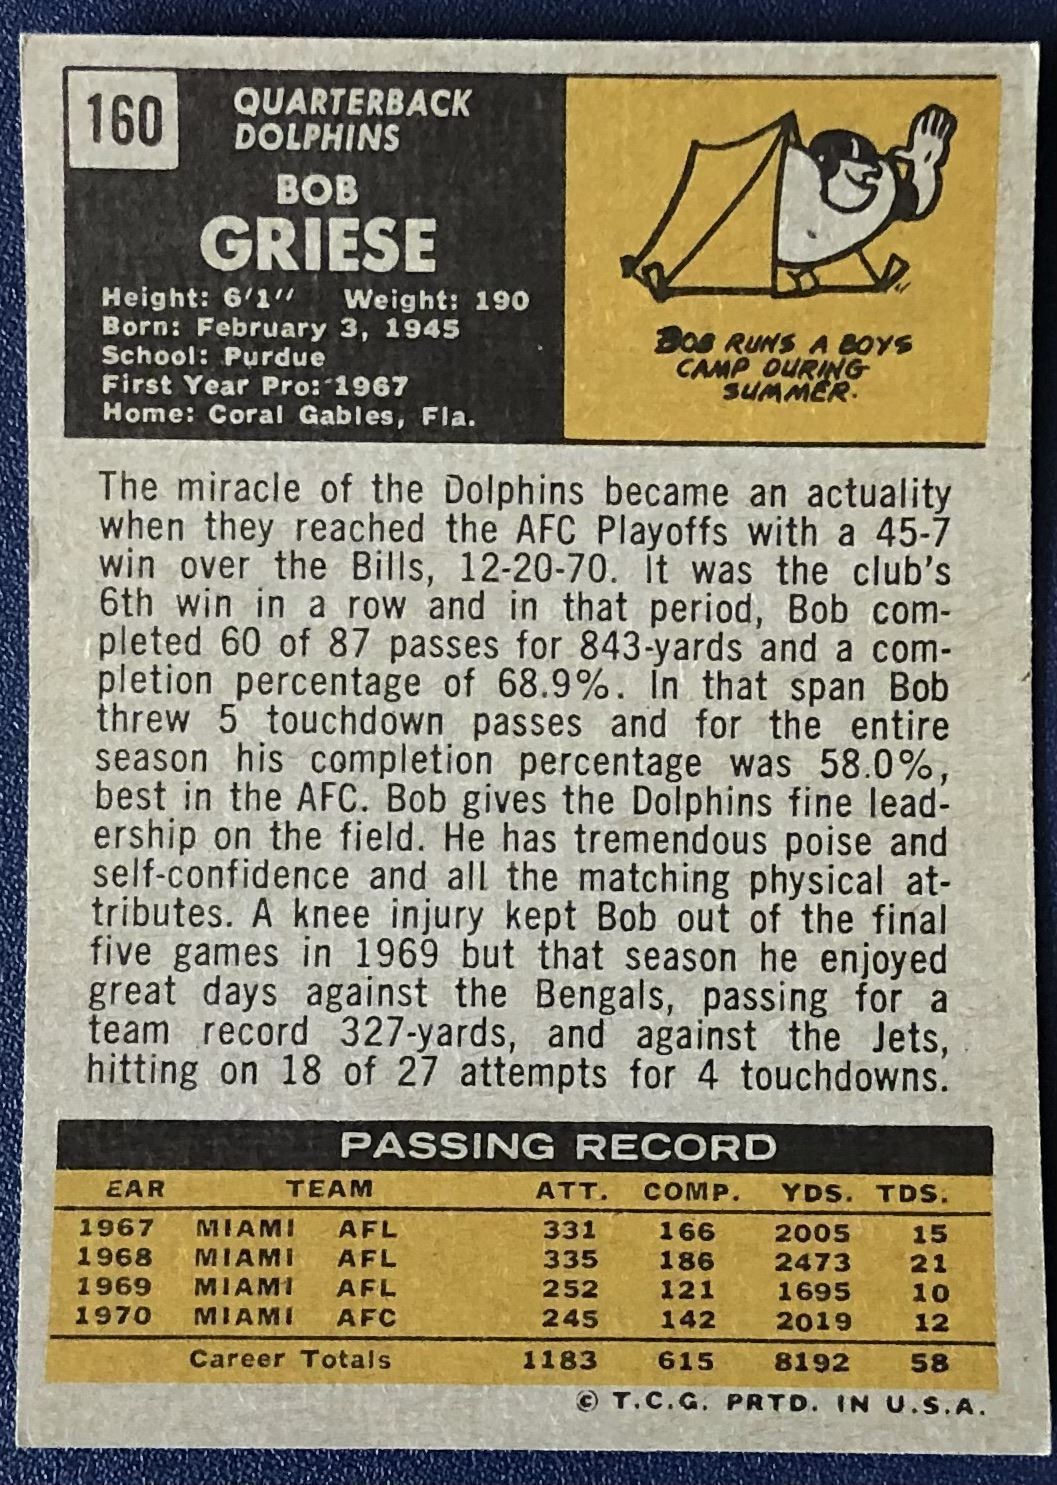 160
QUARTERBACK
DOLPHINS
BOB
GRIESE
Height: 6'1" Weight: 190
Born: February 3, 1945
School: Purdue
First Year Pro: 1967
Home: Coral Gables, Fla.
BOB RUNS A BOYS
CAMP DURING
SUMMER.
The miracle of the Dolphins became an actuality
when they reached the AFC Playoffs with a 45-7
win over the Bills, 12-20-70. It was the club's
6th win in a row and in that period, Bob com-
pleted 60 of 87 passes for 843-yards and a com-
pletion percentage of 68.9%. In that span Bob
threw 5 touchdown passes and for the entire
season his completion percentage was 58.0%,
best in the AFC. Bob gives the Dolphins fine lead-
ership on the field. He has tremendous poise and
self-confidence and all the matching physical at-
tributes. A knee injury kept Bob out of the final
five games in 1969 but that season he enjoyed
great days against the Bengals, passing for a
team record 327-yards, and against the Jets,
hitting on 18 of 27 attempts for 4 touchdowns.
PASSING RECORD
EAR TEAM ATT. COMP. YDS. TDS.
1967 MIAMI AFL 331 166 2005 15
1968 MIAMI AFL 335 186 2473 21
1969 MIAMI AFL 252 121 1695 10
1970 MIAMI AFC 245 142 2019 12
Career Totals 1183 615 8192 58
© T.C.G. PRTD. IN U.S.A.